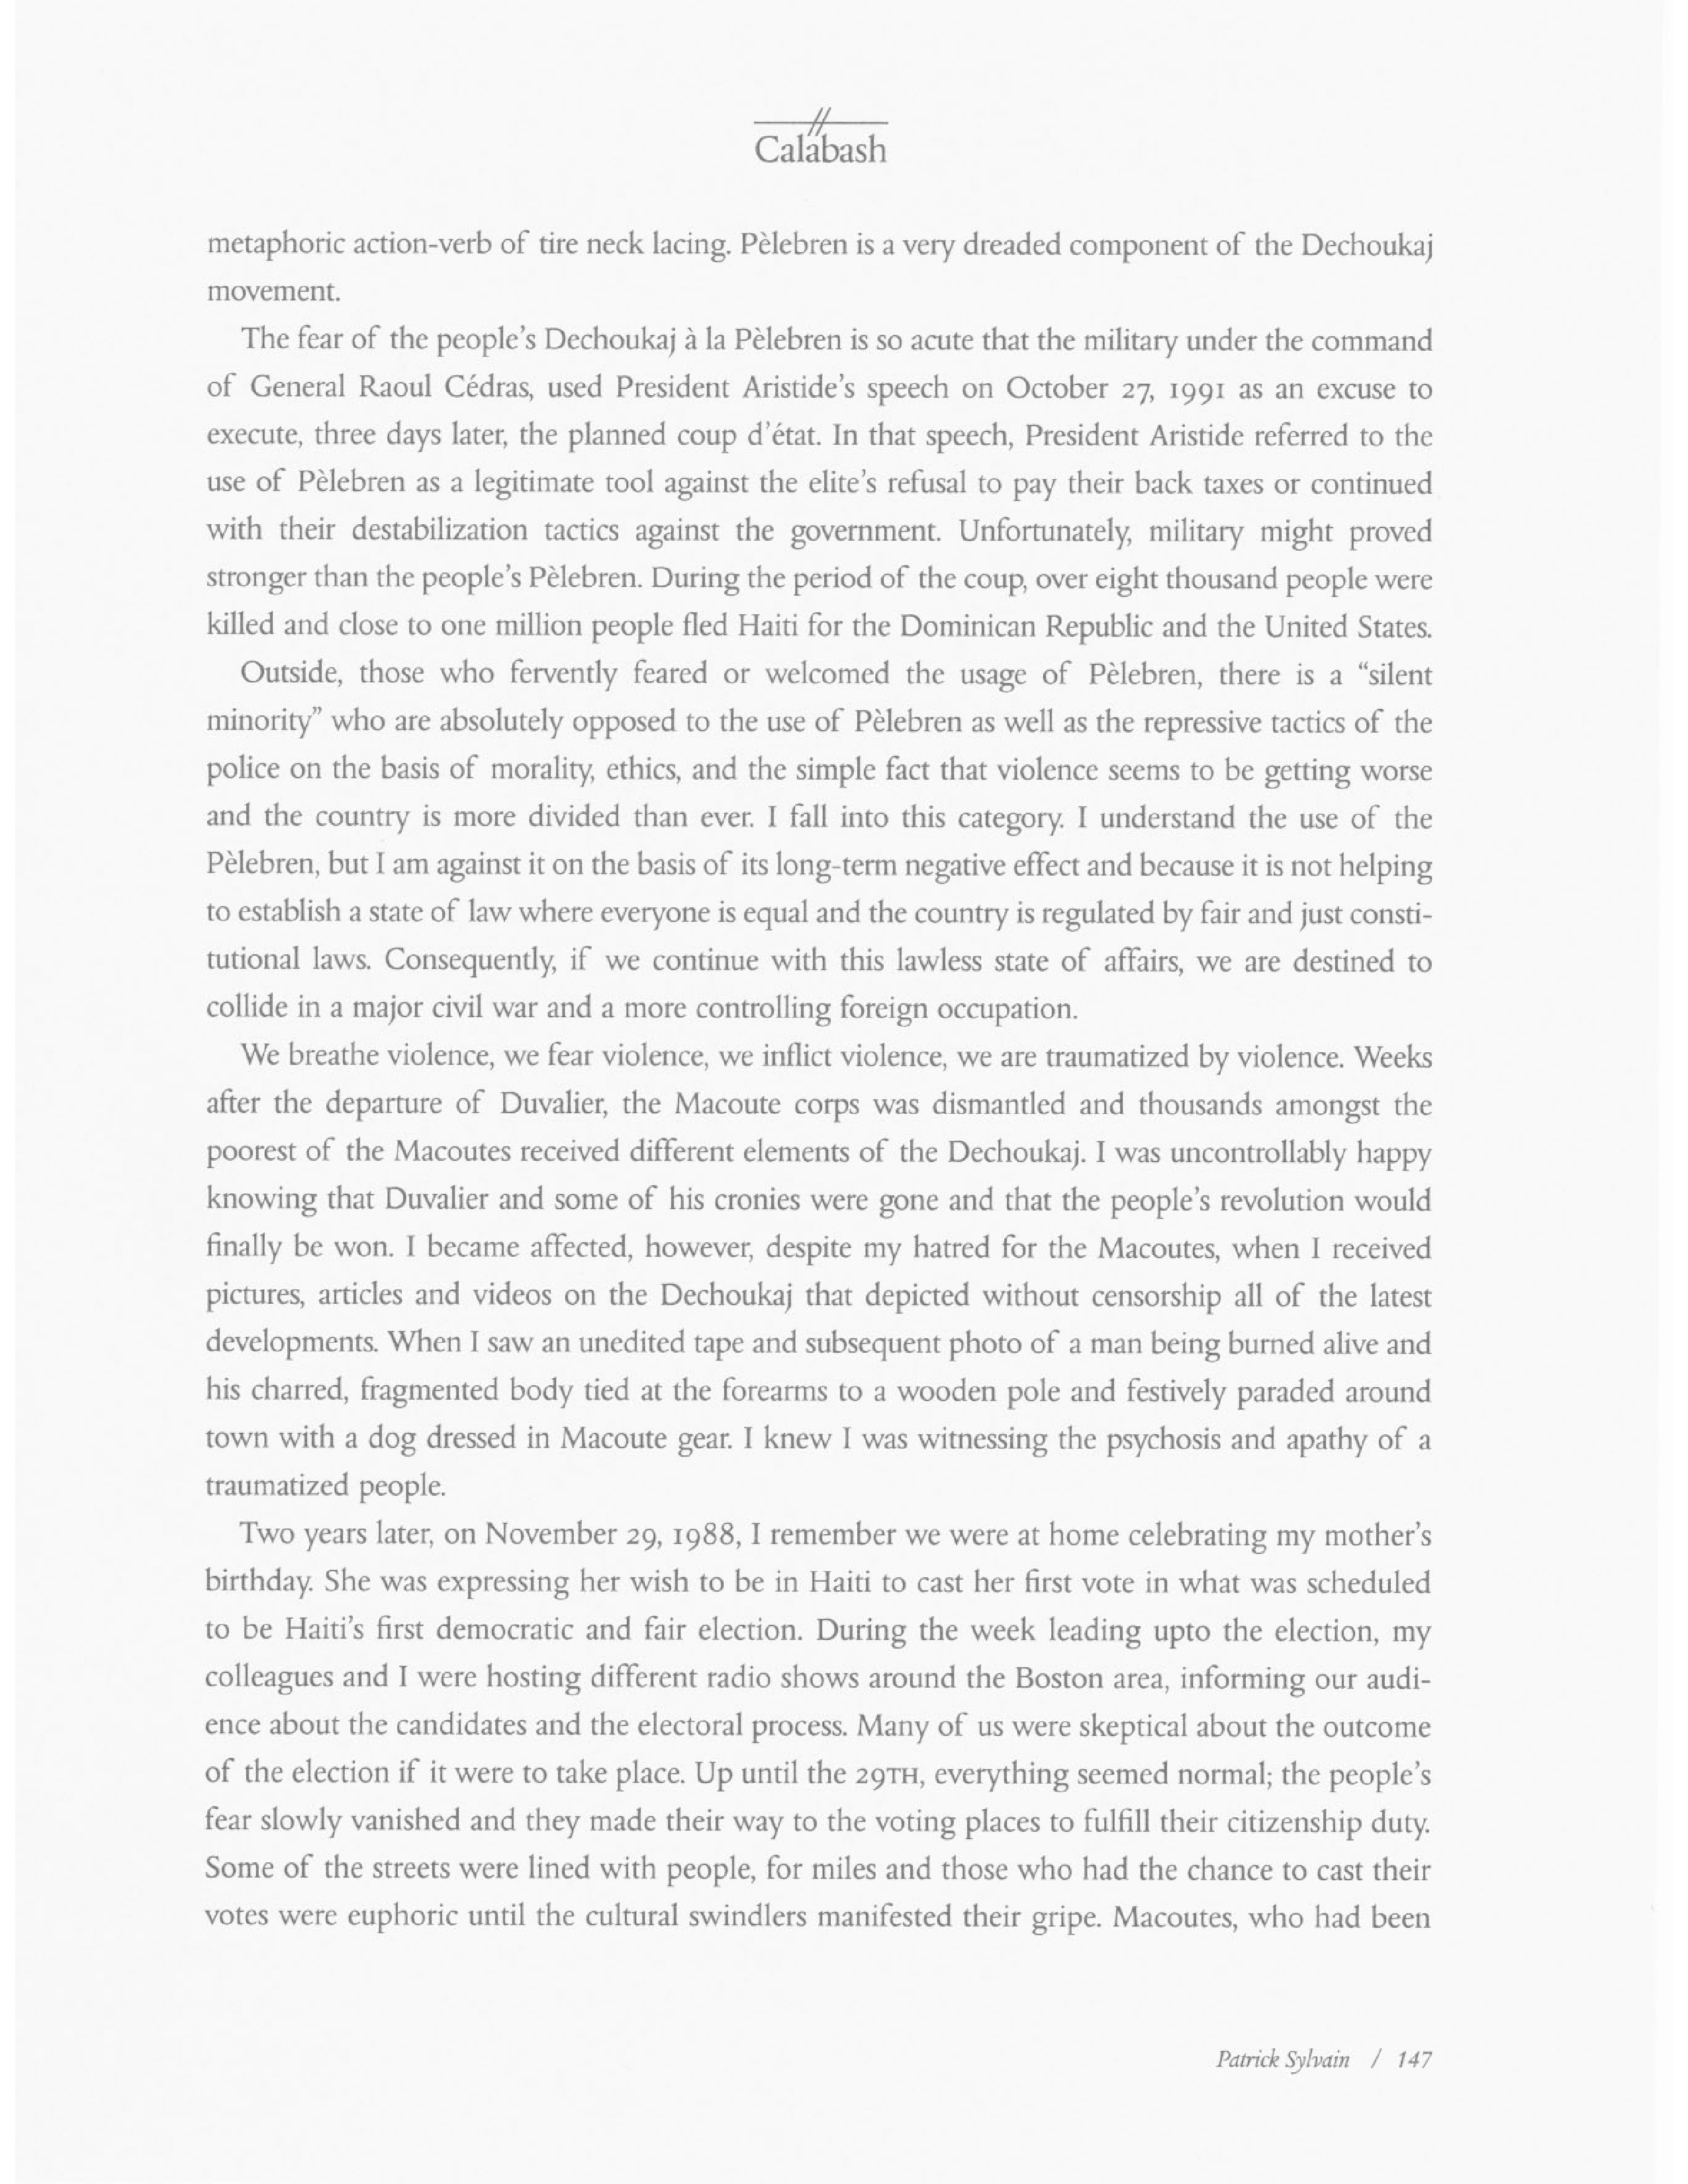 Calabash
metaphoric action-verb of tire neck lacing. Pèlebren is a very dreaded component of the Dechoukaj
movement.
The fear of the people's Dechoukaj à la Pèlebren is so acute that the military under the command
of General Raoul Cédras, used President Aristide's speech on October 27, 1991 as an excuse to
execute, three days later, the planned coup d'état. In that speech, President Aristide referred to the
use of Pèlebren as a legitimate tool against the elite's refusal to pay their back taxes or continued
with their destabilization tactics against the government. Unfortunately, military might proved
stronger than the people's Pèlebren. During the period of the coup, over eight thousand people were
killed and close to one million people fled Haiti for the Dominican Republic and the United States.
Outside, those who fervently feared or welcomed the usage of Pèlebren, there is a “silent
minority” who are absolutely opposed to the use of Pèlebren as well as the repressive tactics of the
police on the basis of morality, ethics, and the simple fact that violence seems to be getting worse
and the country is more divided than ever. I fall into this category. I understand the use of the
Pèlebren, but I am against it on the basis of its long-term negative effect and because it is not helping
to establish a state of law where everyone is equal and the country is regulated by fair and just consti-
tutional laws. Consequently, if we continue with this lawless state of affairs, we are destined to
collide in a major civil war and a more controlling foreign occupation.
We breathe violence, we fear violence, we inflict violence, we are traumatized by violence. Weeks
after the departure of Duvalier, the Macoute corps was dismantled and thousands amongst the
poorest of the Macoutes received different elements of the Dechoukaj. I was uncontrollably happy
knowing that Duvalier and some of his cronies were gone and that the people's revolution would
finally be won. I became affected, however, despite my hatred for the Macoutes, when I received
pictures, articles and videos on the Dechoukaj that depicted without censorship all of the latest
developments. When I saw an unedited tape and subsequent photo of a man being burned alive and
his charred, fragmented body tied at the forearms to a wooden pole and festively paraded around
town with a dog dressed in Macoute gear. I knew I was witnessing the psychosis and apathy of a
traumatized people.
Two years later, on November 29, 1988, I remember we were at home celebrating my mother's
birthday. She was expressing her wish to be in Haiti to cast her first vote in what was scheduled
to be Haiti's first democratic and fair election. During the week leading upto the election, my
colleagues and I were hosting different radio shows around the Boston area, informing our audi-
ence about the candidates and the electoral process. Many of us were skeptical about the outcome
of the election if it were to take place. Up until the 29TH, everything seemed normal; the people's
fear slowly vanished and they made their way to the voting places to fulfill their citizenship duty.
Some of the streets were lined with people, for miles and those who had the chance to cast their
votes were euphoric until the cultural swindlers manifested their gripe. Macoutes, who had been
Patrick Sylvain / 147